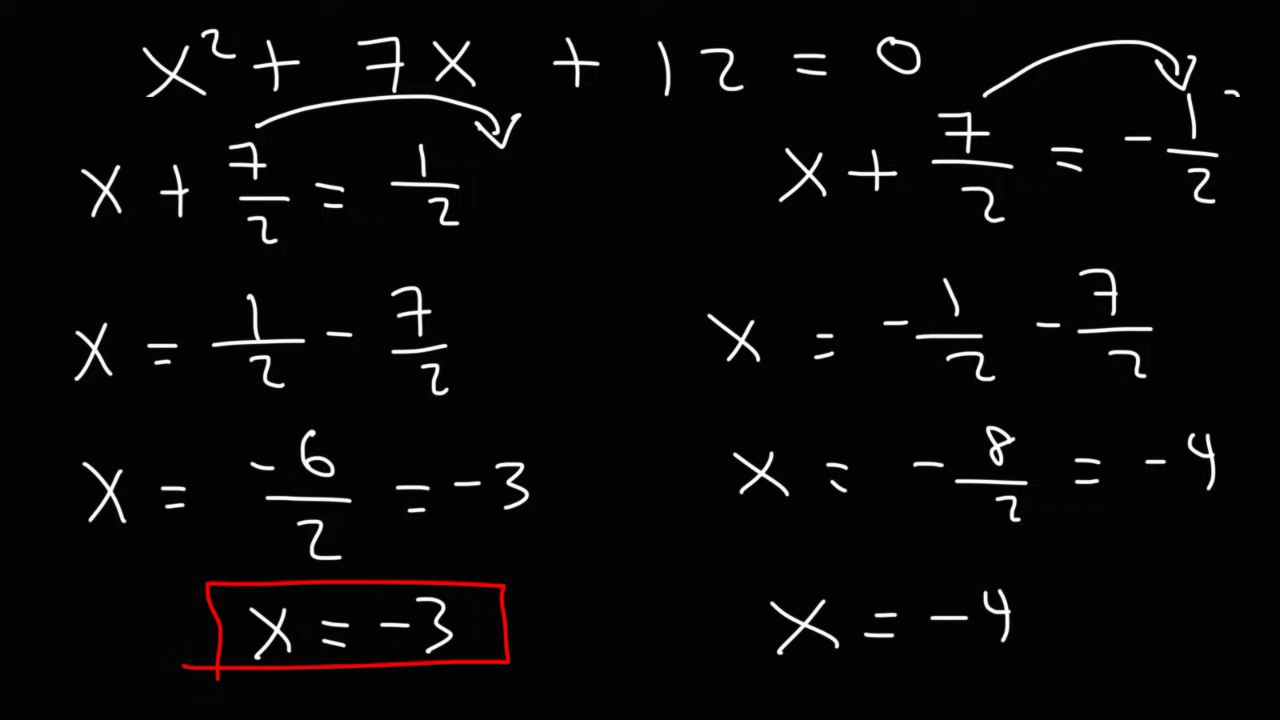 x² + 7x + 12 = 0
x + 7/2 = 1/2
x = 1/2 - 7/2
x = -6/2 = -3
x = -3
x + 7/2 = -1/2
x = -1/2 - 7/2
x = -8/2 = -4
x = -4